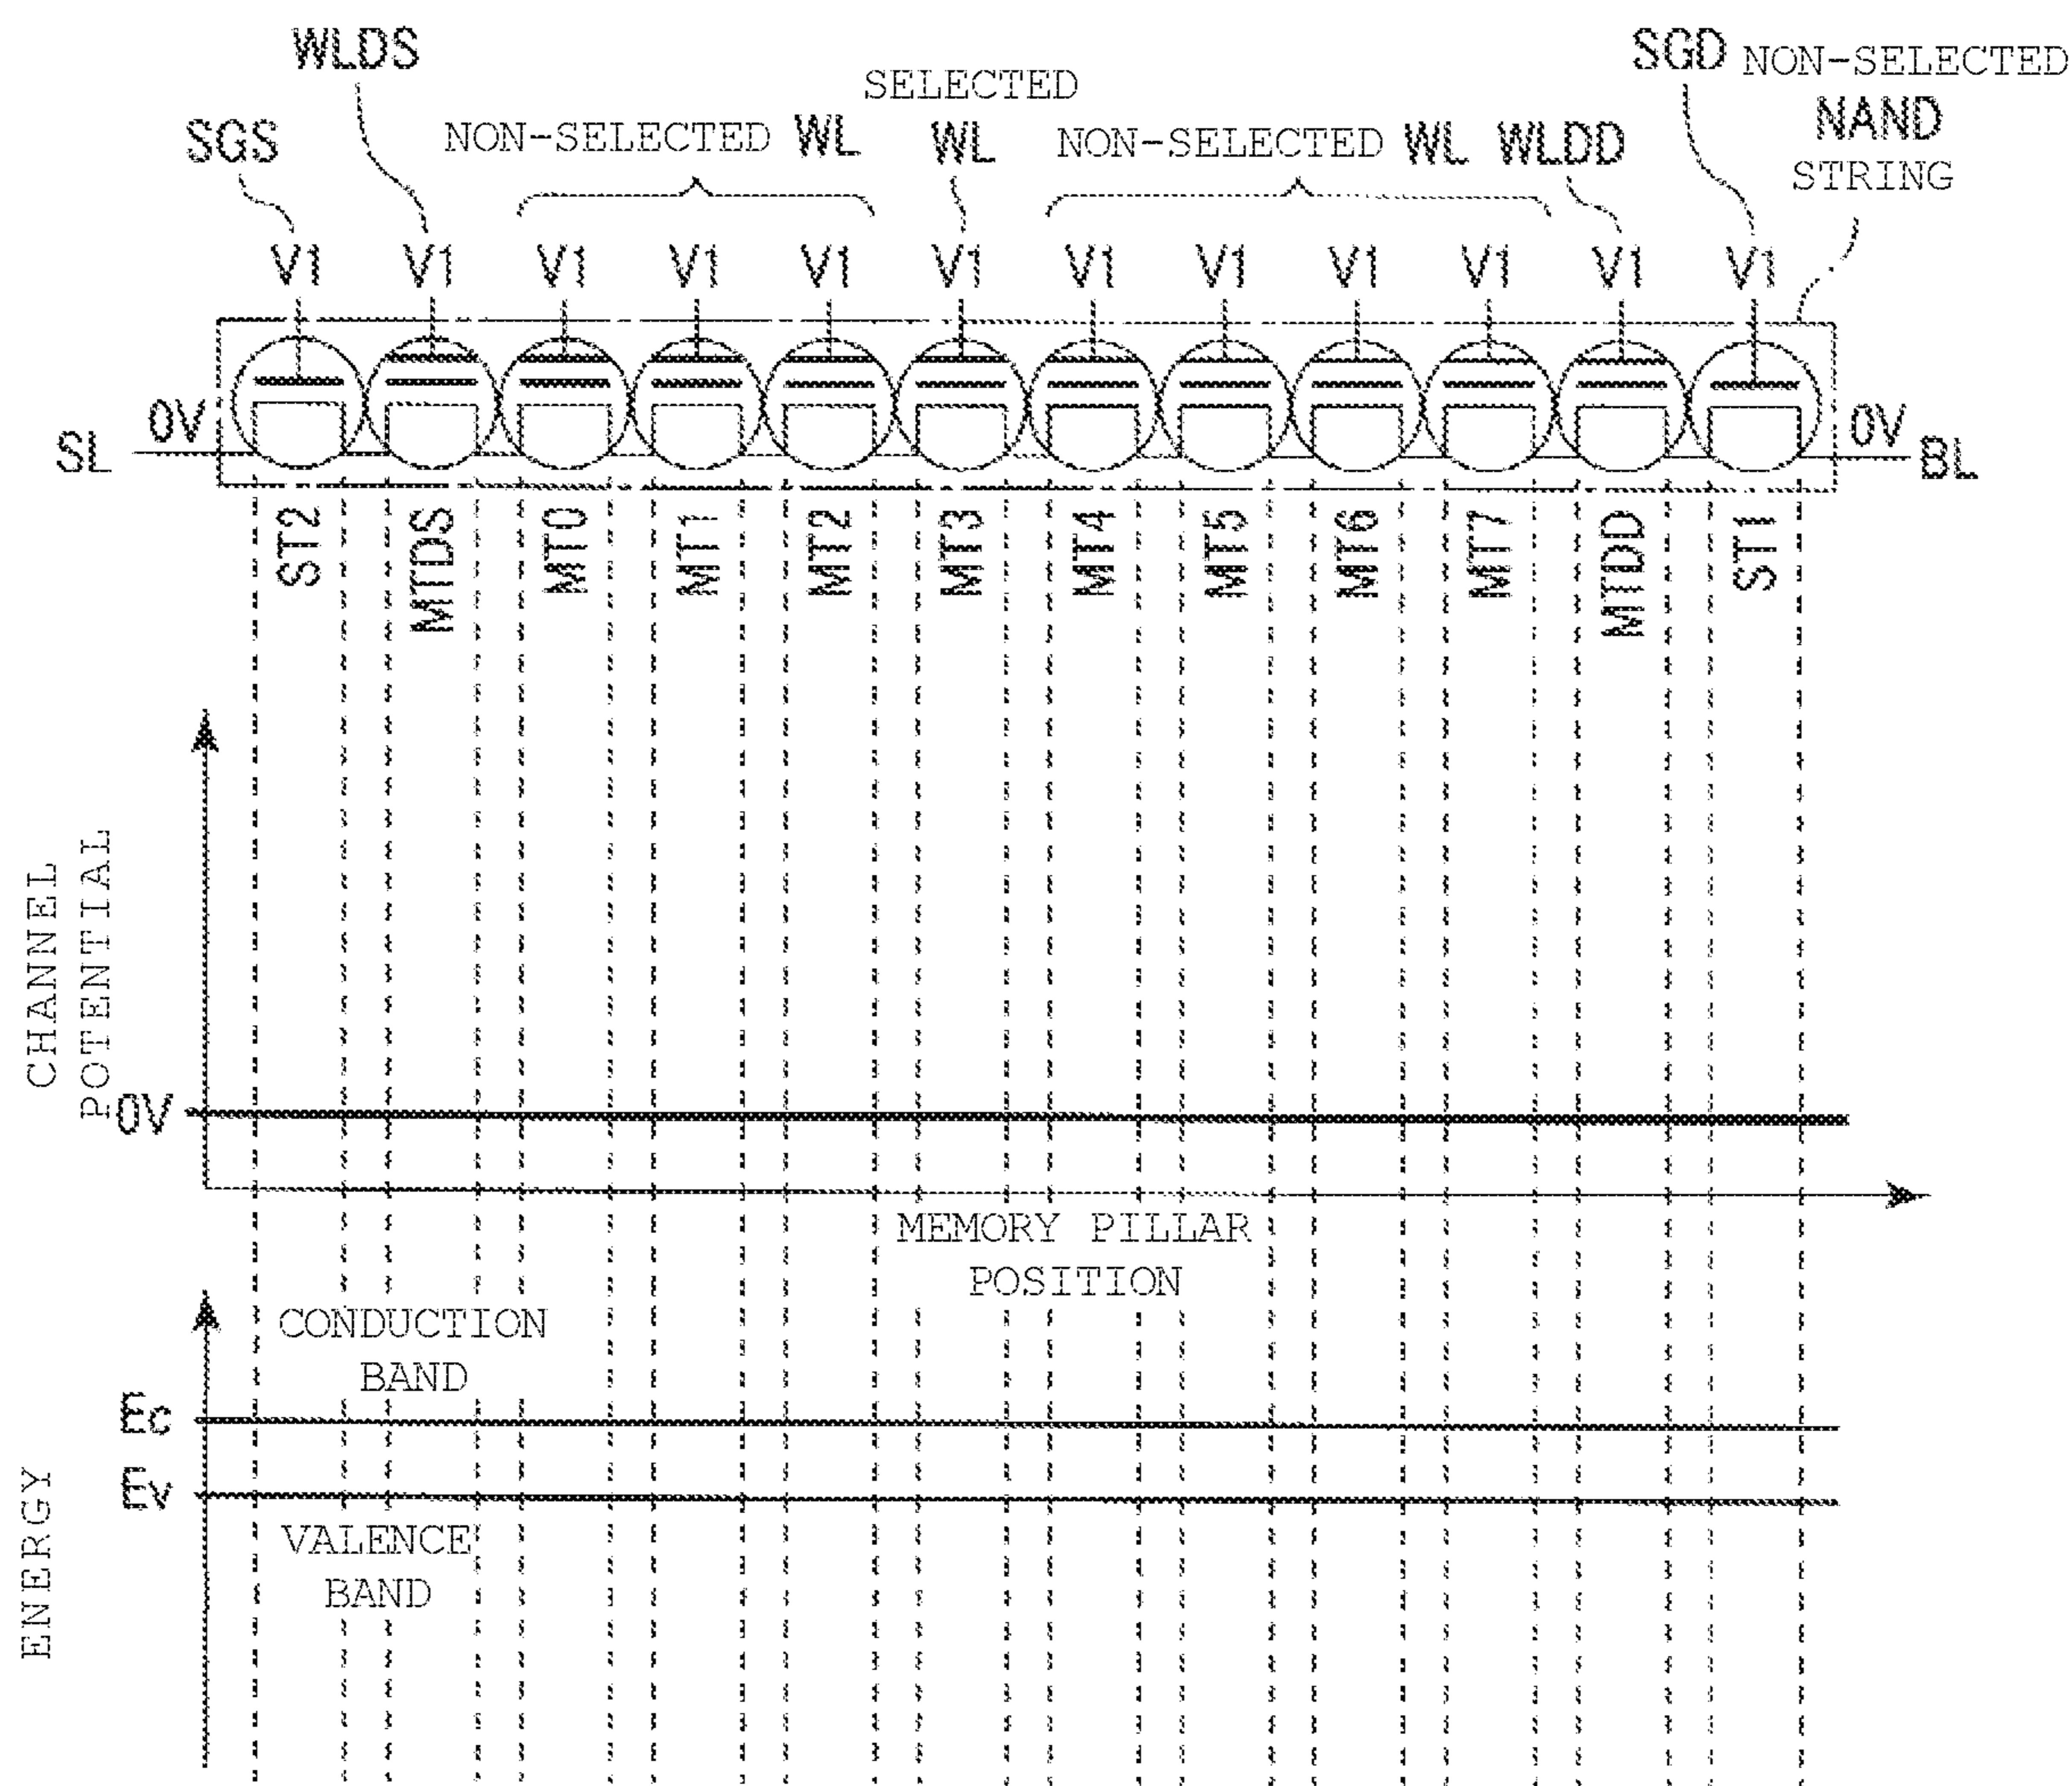 WLDS
SGD NON-SELECTED
NAND
STRING
SELECTED
SGS
NON-SELECTED WL
WL
NON-SELECTED WL
WLDD
V1 V1 V1 V1 V1 V1 V1 V1 V1 V1 V1 V1
SL 0V
0V BL
ST2
MTDS
MT0
MT1
MT2
MT3
MT4
MT5
MT6
MT7
MTDD
ST1
CHANNEL
POTENTIAL
0V
MEMORY PILLAR
POSITION
CONDUCTION
BAND
Ec
Ev
VALENCE
BAND
ENERGY